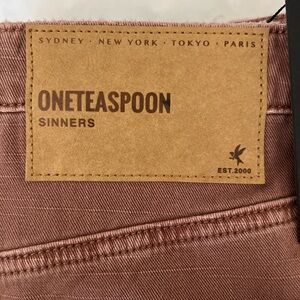 SYDNEY · NEW YORK · TOKYO · PARIS
ONETEASPOON
SINNERS
EST.2000